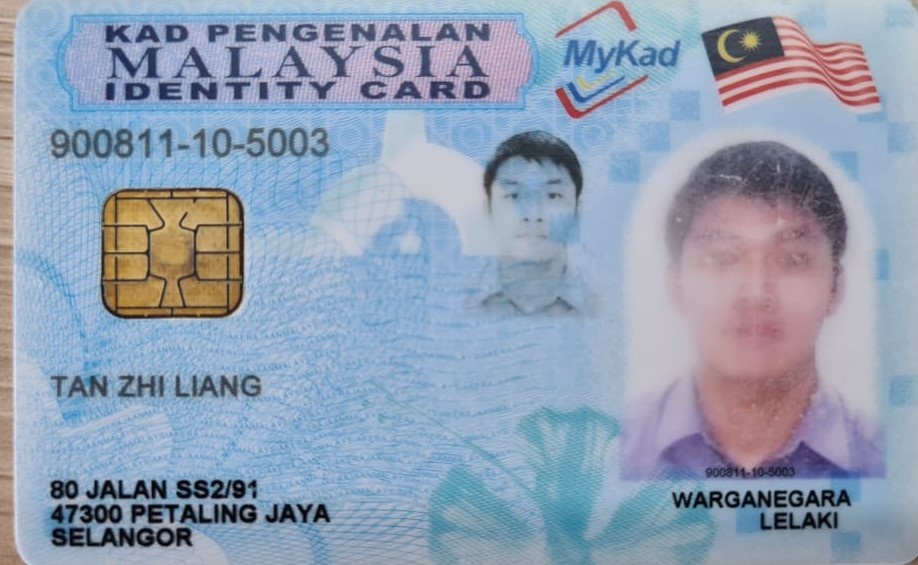 KAD PENGENALAN
MALAYSIA
IDENTITY CARD
MyKad
900811-10-5003
TAN ZHI LIANG
80 JALAN SS2/91
47300 PETALING JAYA
SELANGOR
900811-10-5003
WARGANEGARA
LELAKI